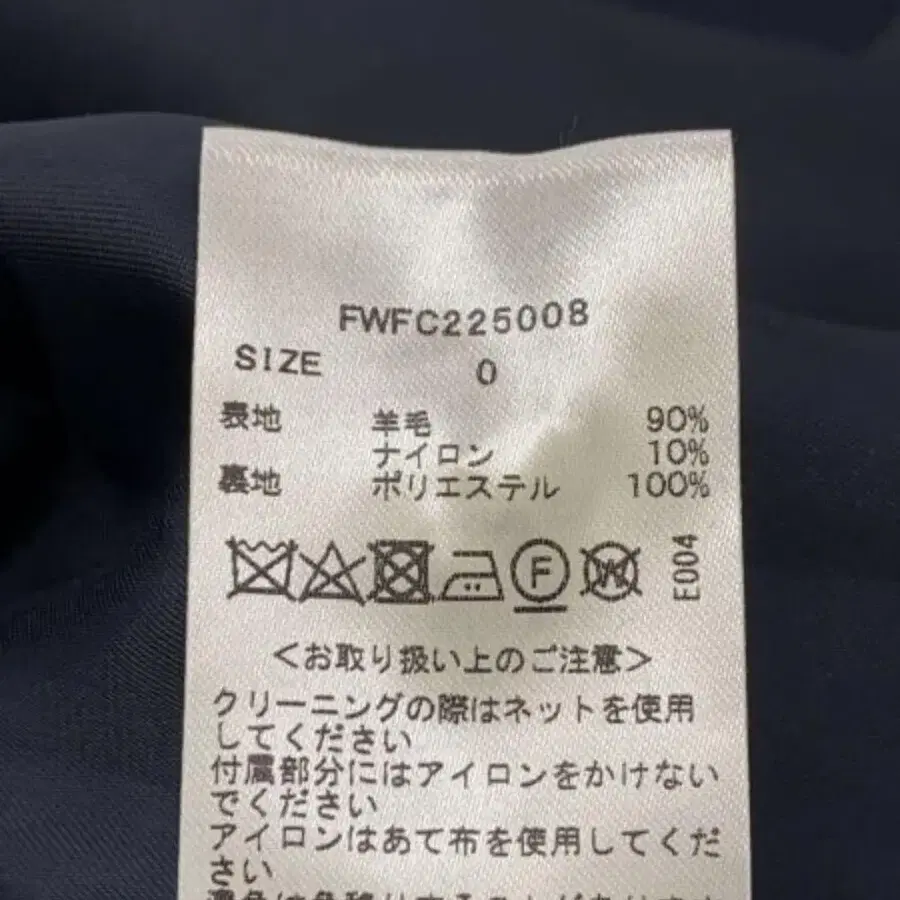 FWFC225008
SIZE 0
表地 羊毛 90%
ナイロン 10%
裏地 ポリエステル 100%
F W E004
<お取り扱い上のご注意>
クリーニングの際はネットを使用
してください
付属部分にはアイロンをかけない
でください
アイロンはあて布を使用してくだ
さい